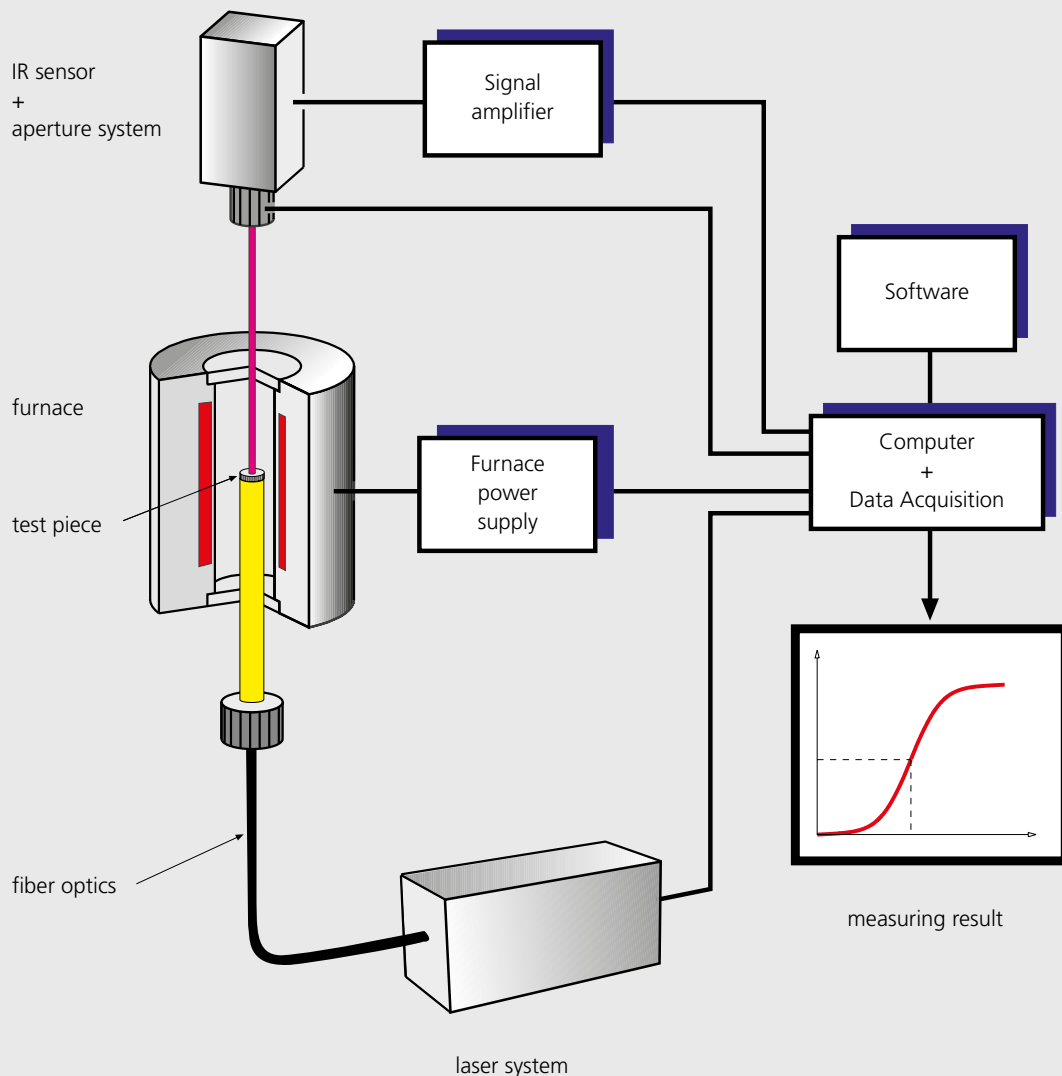 IR sensor
+
aperture system
Signal
amplifier
Software
furnace
Furnace
power
supply
Computer
+
Data Acquisition
test piece
fiber optics
measuring result
laser system